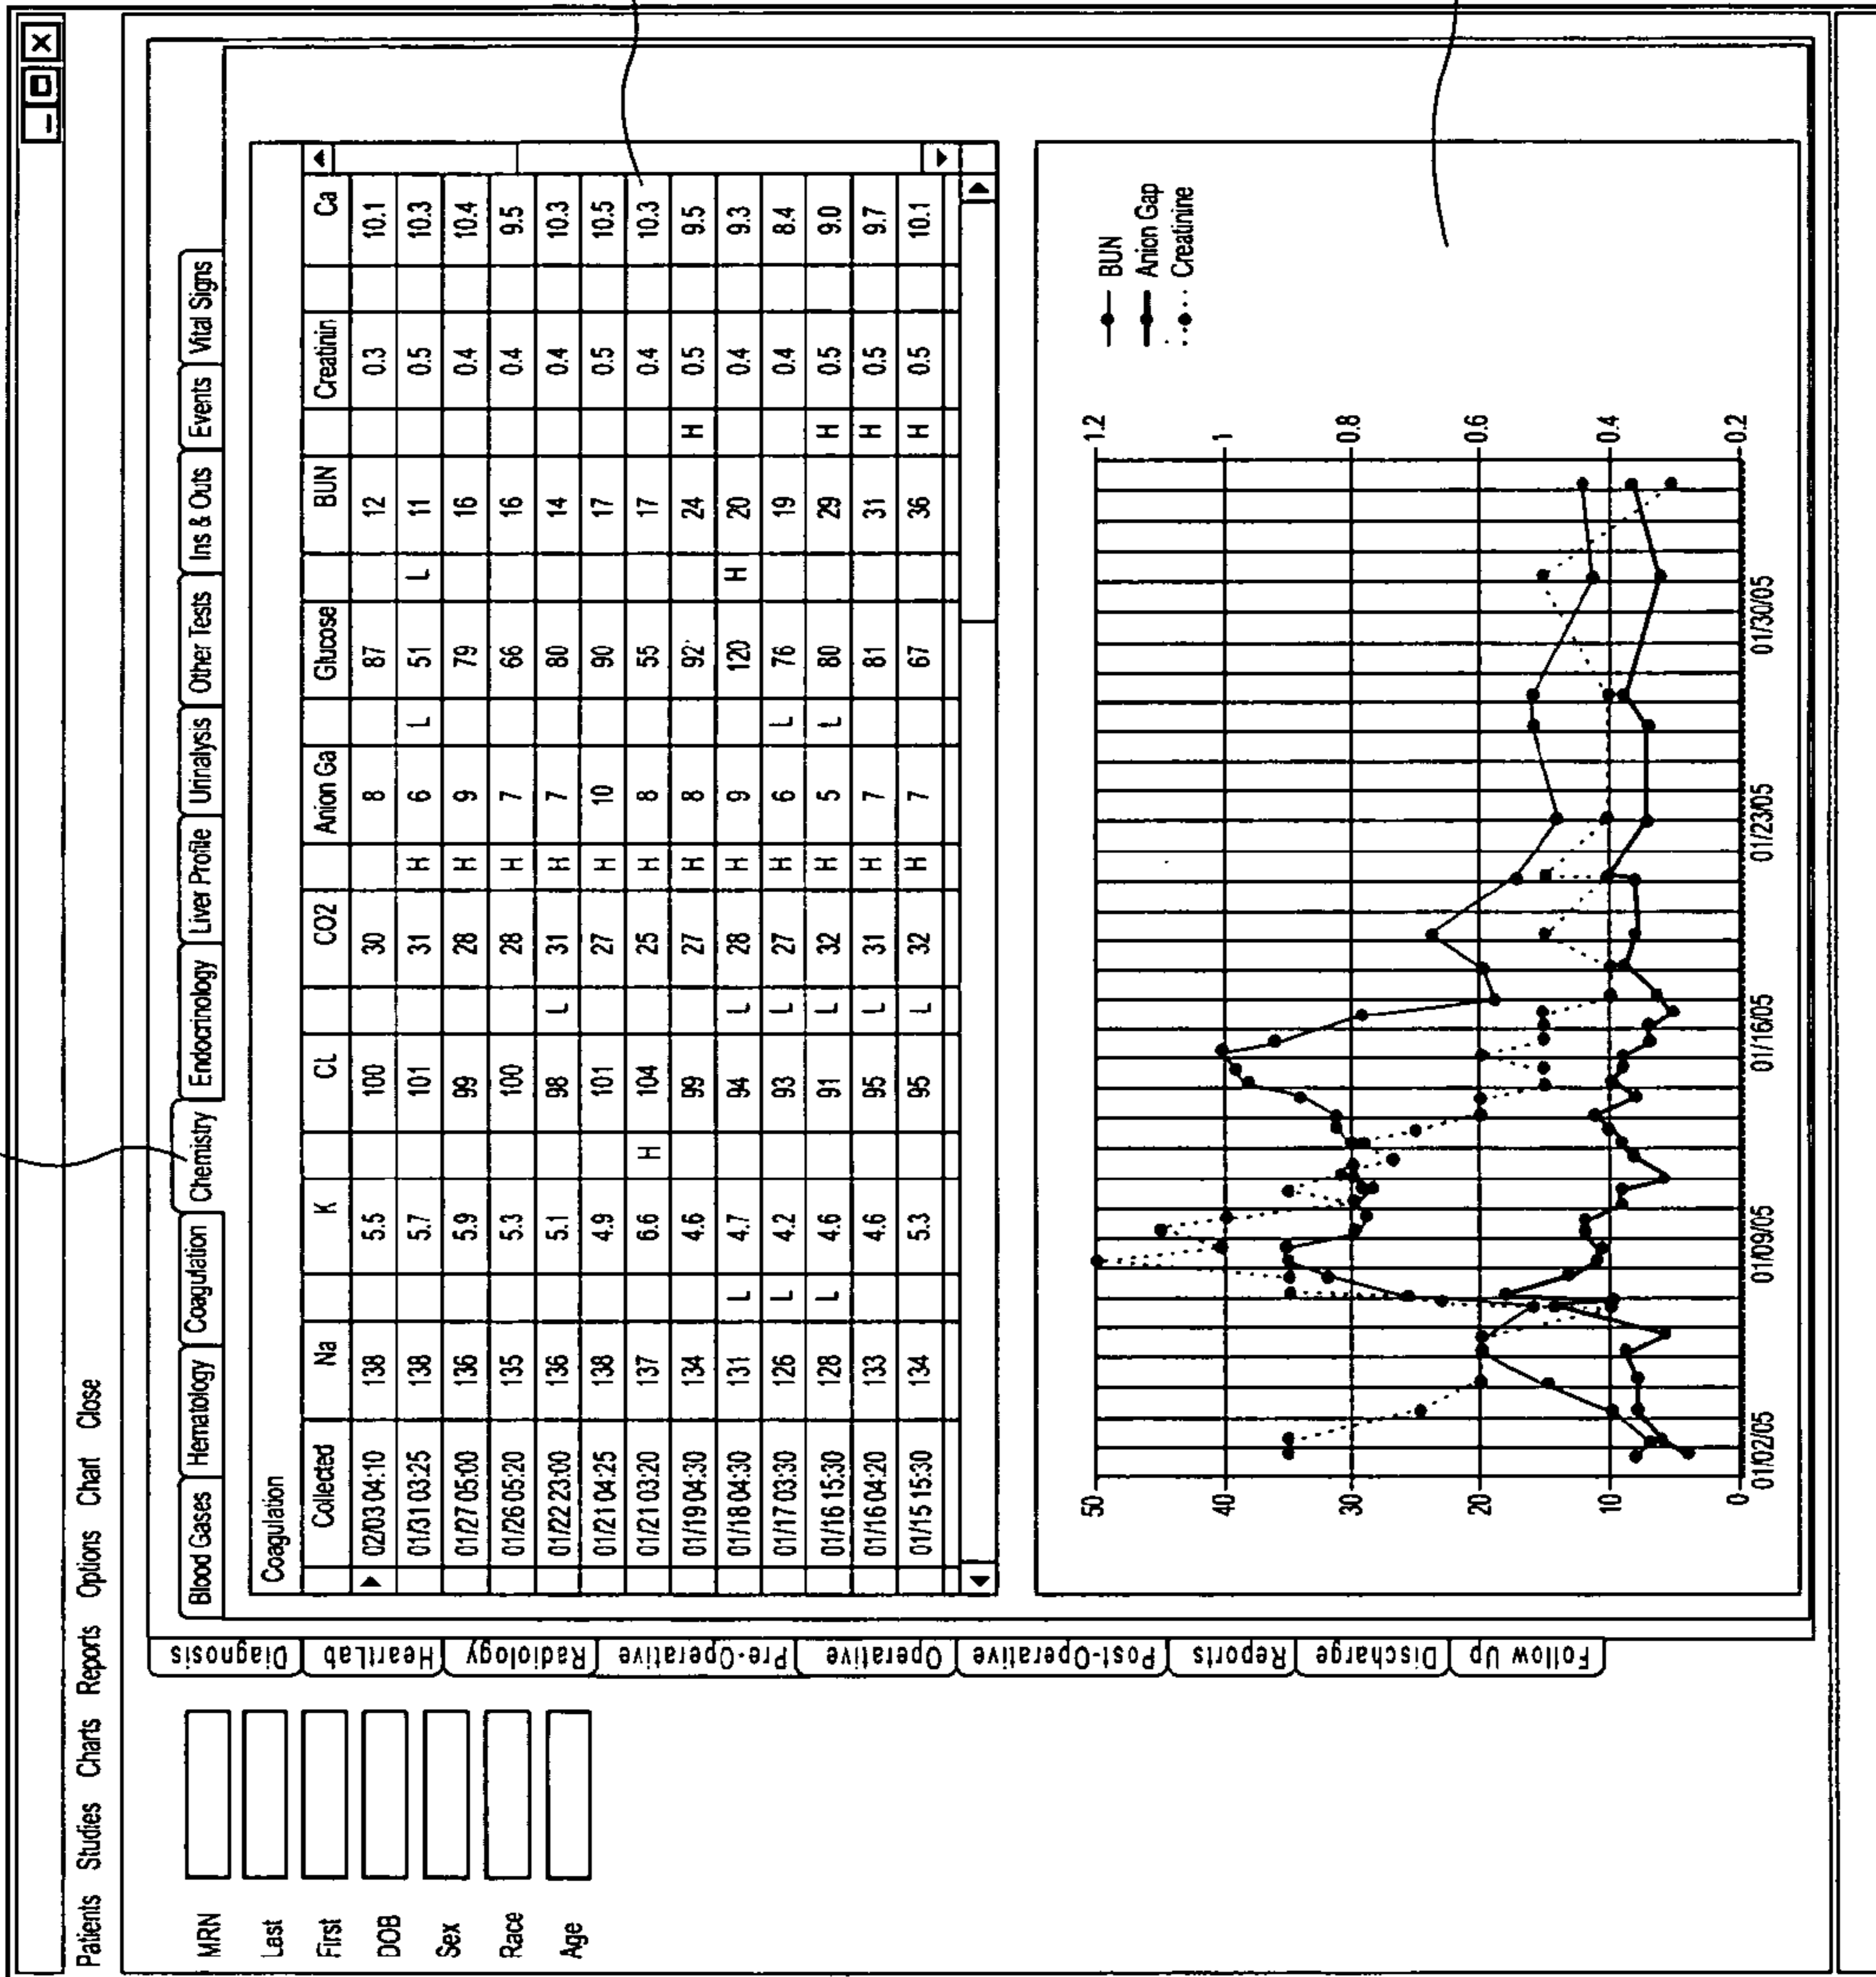 Patients Studies Charts Reports Options Chart Close
MRN
Last
First
DOB
Sex
Race
Age
Diagnosis
HeartLab
Radiology
Pre-Operative
Operative
Post-Operative
Reports
Discharge
Follow Up
Blood Gases Hematology Coagulation Chemistry Endocrinology Liver Profile Urinalysis Other Tests Ins & Outs Events Vital Signs
Coagulation
Collected Na K CL CO2 Anion Ga Glucose BUN Creatinin Ca
02/03 04:10 138 5.5 100 30 8 87 12 0.3 10.1
01/31 03:25 138 5.7 101 31 H 6 L 51 L 11 0.5 10.3
01/27 05:00 136 5.9 99 28 H 9 79 16 0.4 10.4
01/26 05:20 135 5.3 100 28 H 7 66 16 0.4 9.5
01/22 23:00 136 5.1 98 L 31 H 7 80 14 0.4 10.3
01/21 04:25 138 4.9 101 27 H 10 90 17 0.5 10.5
01/21 03:20 137 6.6 H 104 25 H 8 55 17 0.4 10.3
01/19 04:30 134 4.6 99 27 H 8 92 24 H 0.5 9.5
01/18 04:30 131 L 4.7 94 L 28 H 9 120 H 20 0.4 9.3
01/17 03:30 126 L 4.2 93 L 27 H 6 L 76 19 0.4 8.4
01/16 15:30 128 L 4.6 91 L 32 H 5 L 80 29 H 0.5 9.0
01/16 04:20 133 4.6 95 L 31 H 7 81 31 H 0.5 9.7
01/15 15:30 134 5.3 95 L 32 H 7 67 36 H 0.5 10.1
BUN
Anion Gap
Creatinine
50 1.2
40 1
30 0.8
20 0.6
10 0.4
0 0.2
01/02/05 01/09/05 01/16/05 01/23/05 01/30/05